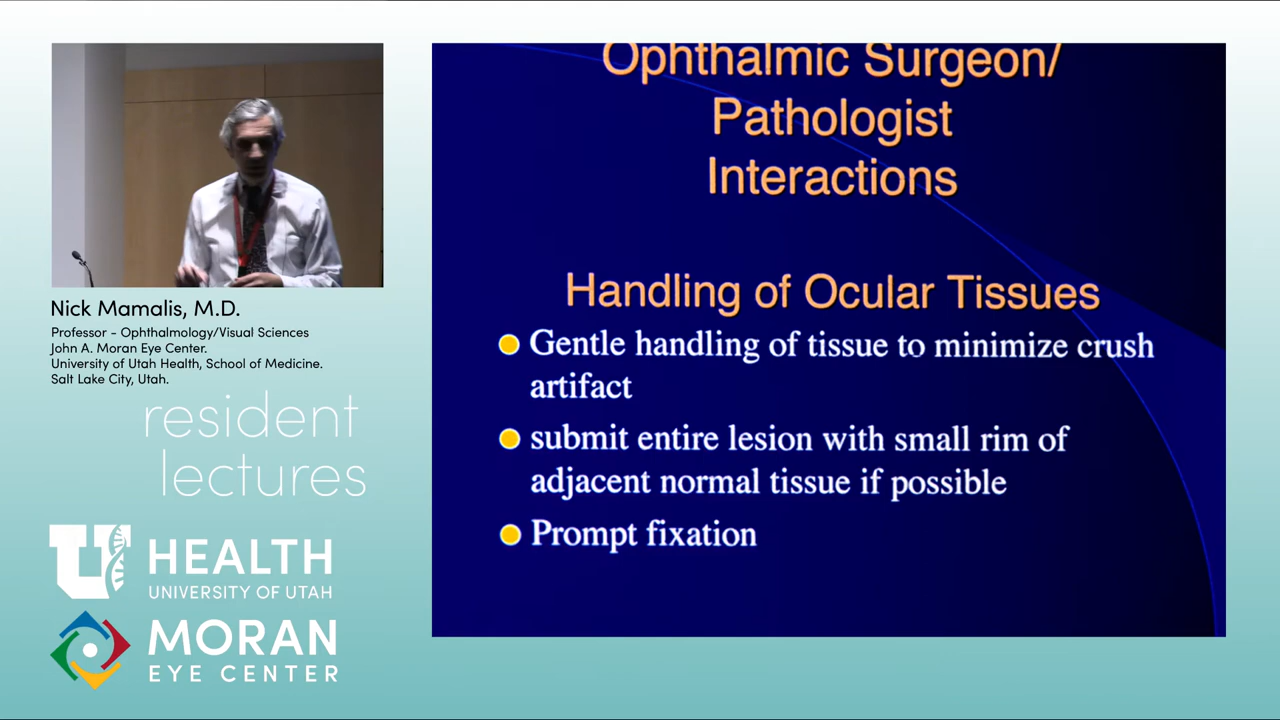 Nick Mamalis, M.D.
Professor - Ophthalmology/Visual Sciences
John A. Moran Eye Center.
University of Utah Health, School of Medicine.
Salt Lake City, Utah.
resident
lectures
U HEALTH
UNIVERSITY OF UTAH
MORAN
EYE CENTER
Ophthalmic Surgeon/
Pathologist
Interactions
Handling of Ocular Tissues
Gentle handling of tissue to minimize crush
artifact
submit entire lesion with small rim of
adjacent normal tissue if possible
Prompt fixation